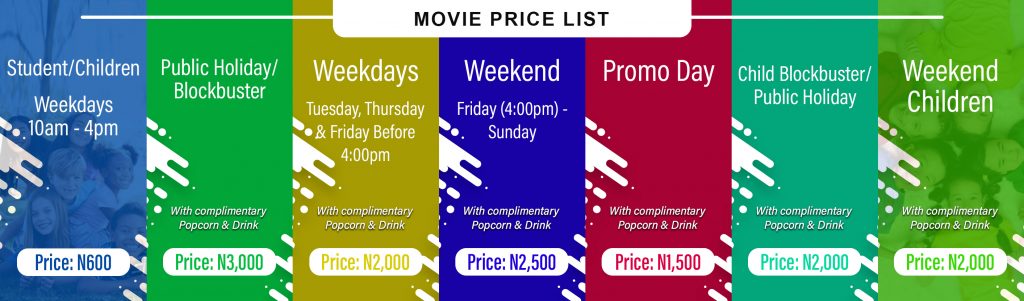 MOVIE PRICE LIST
Student/Children
Weekdays
10am - 4pm
Price: N600
Public Holiday/
Blockbuster
With complimentary
Popcorn & Drink
Price: N3,000
Weekdays
Tuesday, Thursday
& Friday Before
4:00pm
With complimentary
Popcorn & Drink
Price: N2,000
Weekend
Friday (4:00pm) -
Sunday
With complimentary
Popcorn & Drink
Price: N2,500
Promo Day
With complimentary
Popcorn & Drink
Price: N1,500
Child Blockbuster/
Public Holiday
With complimentary
Popcorn & Drink
Price: N2,000
Weekend
Children
With complimentary
Popcorn & Drink
Price: N2,000